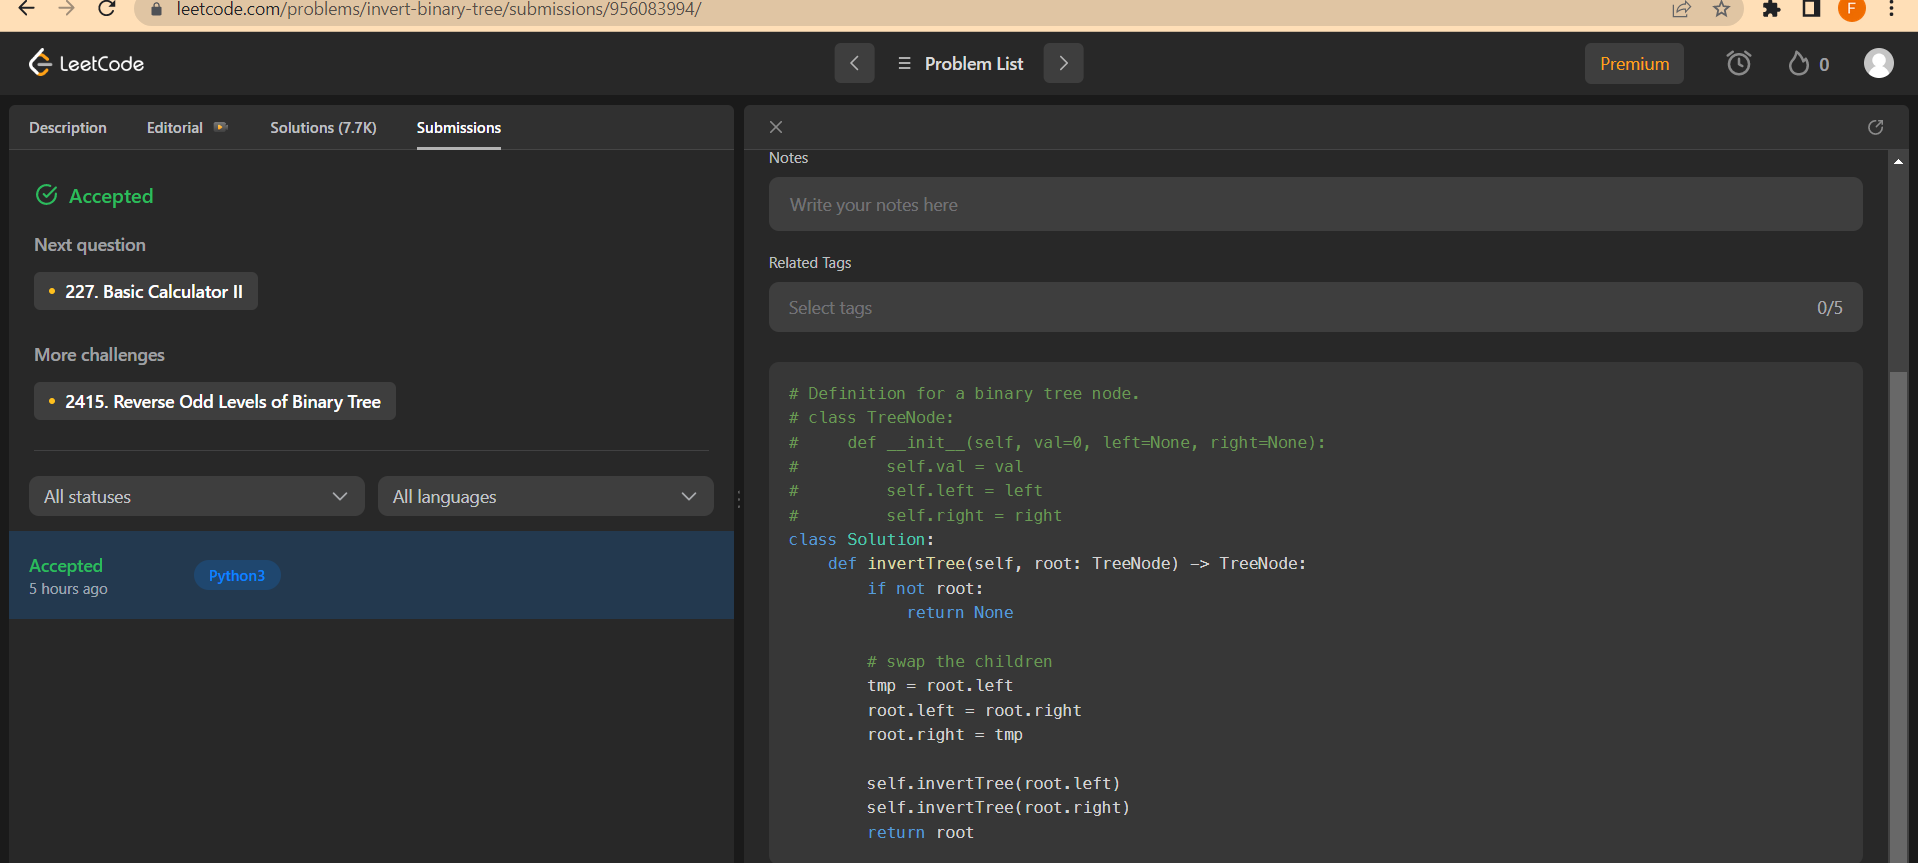 leetcode.com/problems/invert-binary-tree/submissions/956083994/
F
LeetCode
Problem List
Premium
0
Description Editorial Solutions (7.7K) Submissions
Accepted
Next question
227. Basic Calculator II
More challenges
2415. Reverse Odd Levels of Binary Tree
All statuses All languages
Accepted
5 hours ago
Python3
Notes
Write your notes here
Related Tags
Select tags 0/5
# Definition for a binary tree node.
# class TreeNode:
#     def __init__(self, val=0, left=None, right=None):
#         self.val = val
#         self.left = left
#         self.right = right
class Solution:
    def invertTree(self, root: TreeNode) -> TreeNode:
        if not root:
            return None
        # swap the children
        tmp = root.left
        root.left = root.right
        root.right = tmp
        self.invertTree(root.left)
        self.invertTree(root.right)
        return root